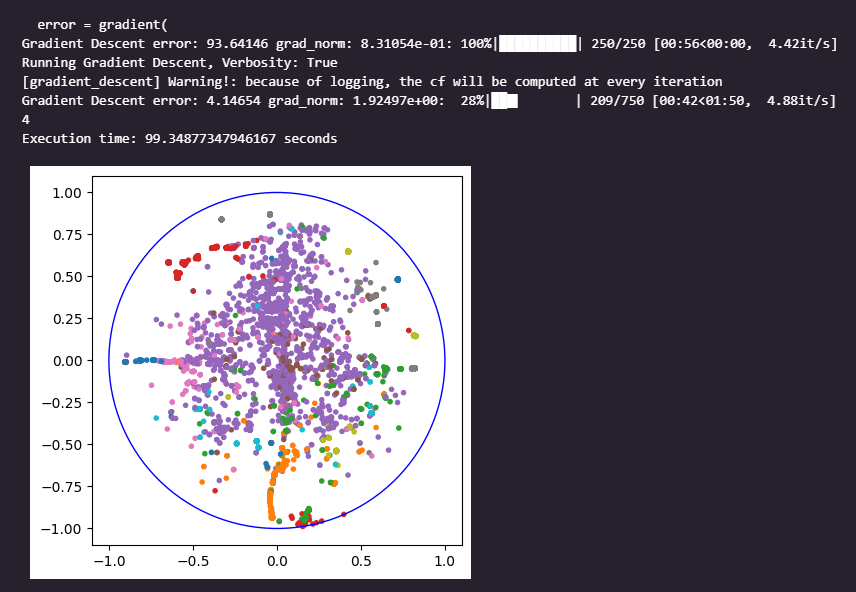 error = gradient(
Gradient Descent error: 93.64146 grad_norm: 8.31054e-01: 100%|██████████| 250/250 [00:56<00:00,  4.42it/s]
Running Gradient Descent, Verbosity: True
[gradient_descent] Warning!: because of logging, the cf will be computed at every iteration
Gradient Descent error: 4.14654 grad_norm: 1.92497e+00:  28%|██▊       | 209/750 [00:42<01:50,  4.88it/s]
4
Execution time: 99.34877347946167 seconds
1.00
0.75
0.50
0.25
0.00
−0.25
−0.50
−0.75
−1.00
−1.0 −0.5 0.0 0.5 1.0